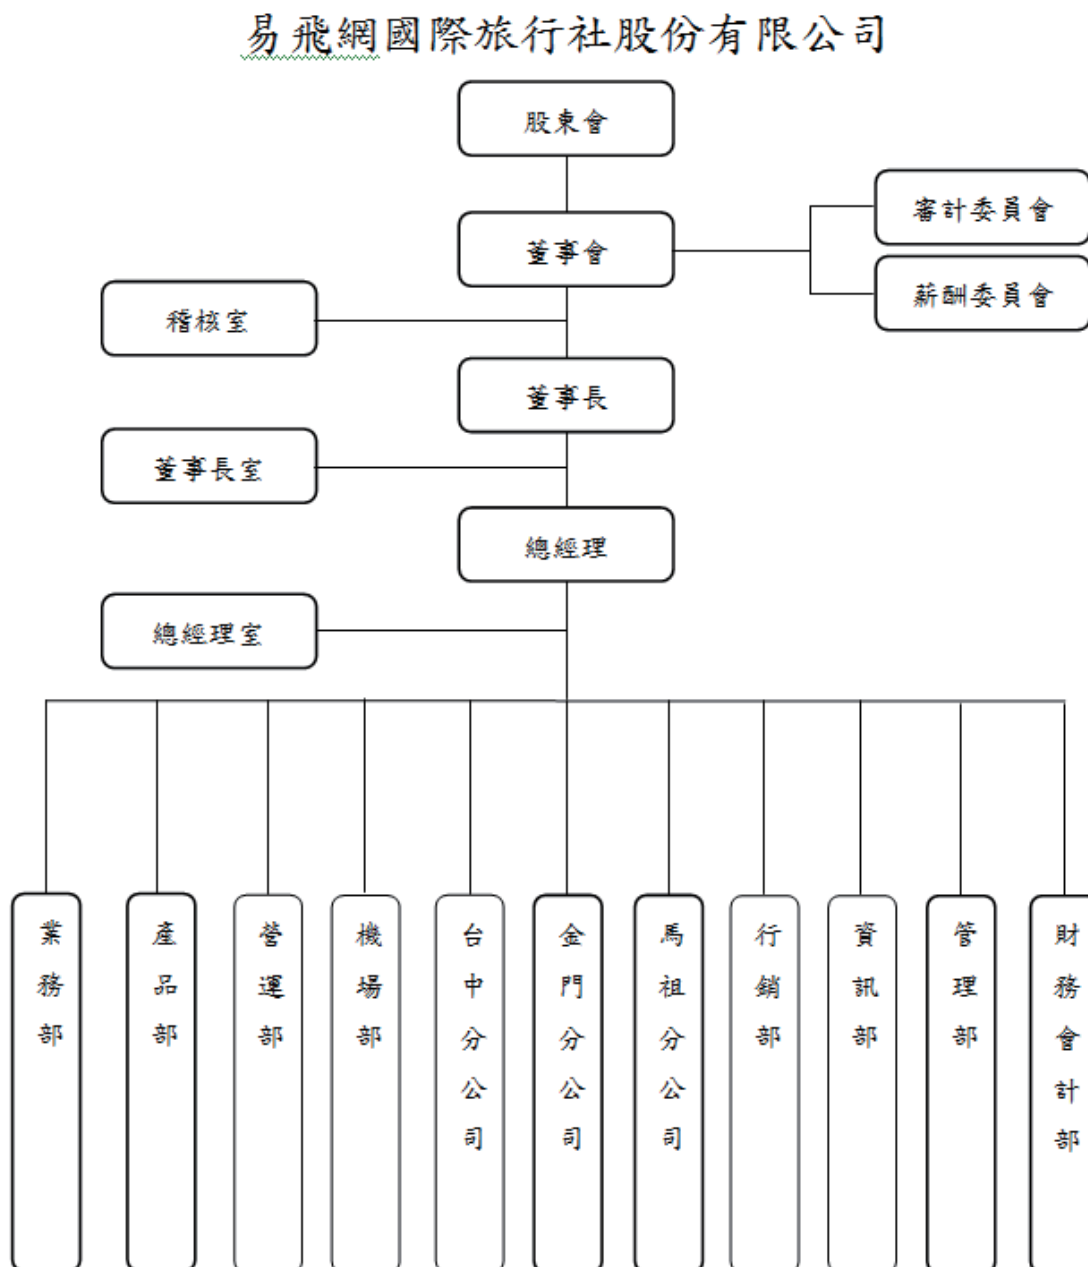 易飛網國際旅行社股份有限公司
股東會
審計委員會
董事會
薪酬委員會
稽核室
董事長
董事長室
總經理
總經理室
業務部
產品部
營運部
機場部
台中分公司
金門分公司
馬祖分公司
行銷部
資訊部
管理部
財務會計部